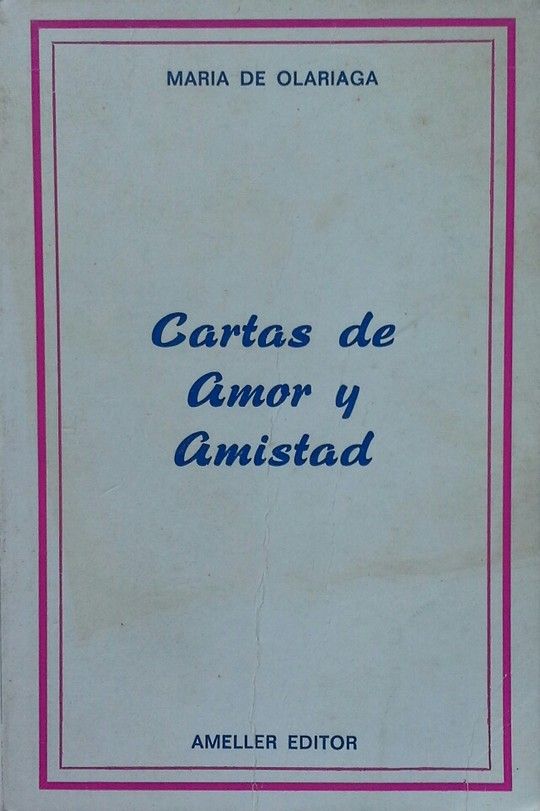 MARIA DE OLARIAGA
Cartas de
Amor y
Amistad
AMELLER EDITOR